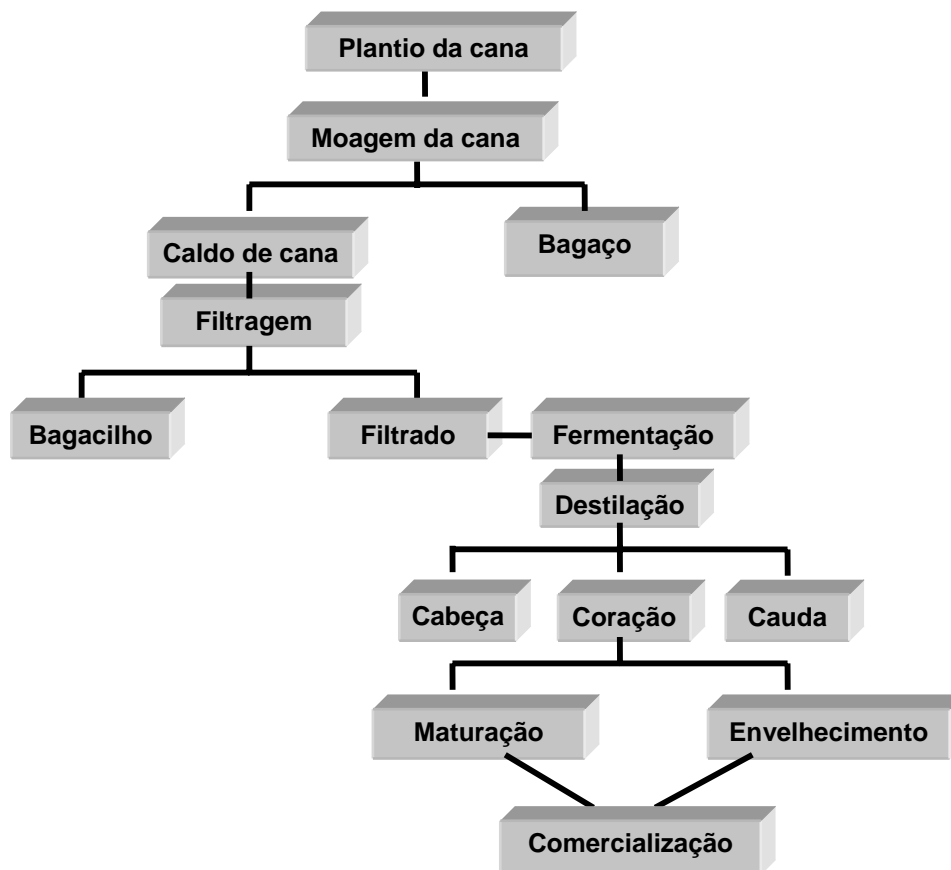 Plantio da cana
Moagem da cana
Caldo de cana
Bagaço
Filtragem
Bagacilho
Filtrado
Fermentação
Destilação
Cabeça
Coração
Cauda
Maturação
Envelhecimento
Comercialização